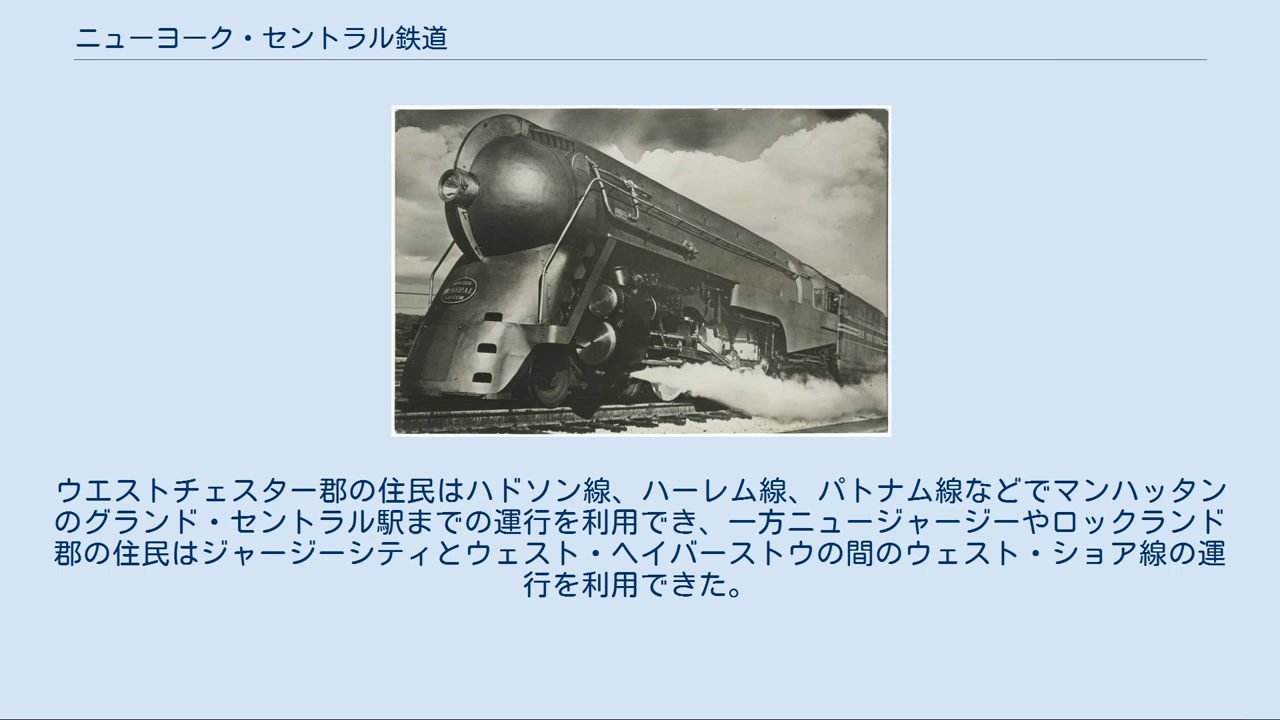 ニューヨーク・セントラル鉄道
ウエストチェスター郡の住民はハドソン線、ハーレム線、パトナム線などでマンハッタン
のグランド・セントラル駅までの運行を利用でき、一方ニュージャージーやロックランド
郡の住民はジャージーシティとウェスト・ヘイバーストウの間のウェスト・ショア線の運
行を利用できた。